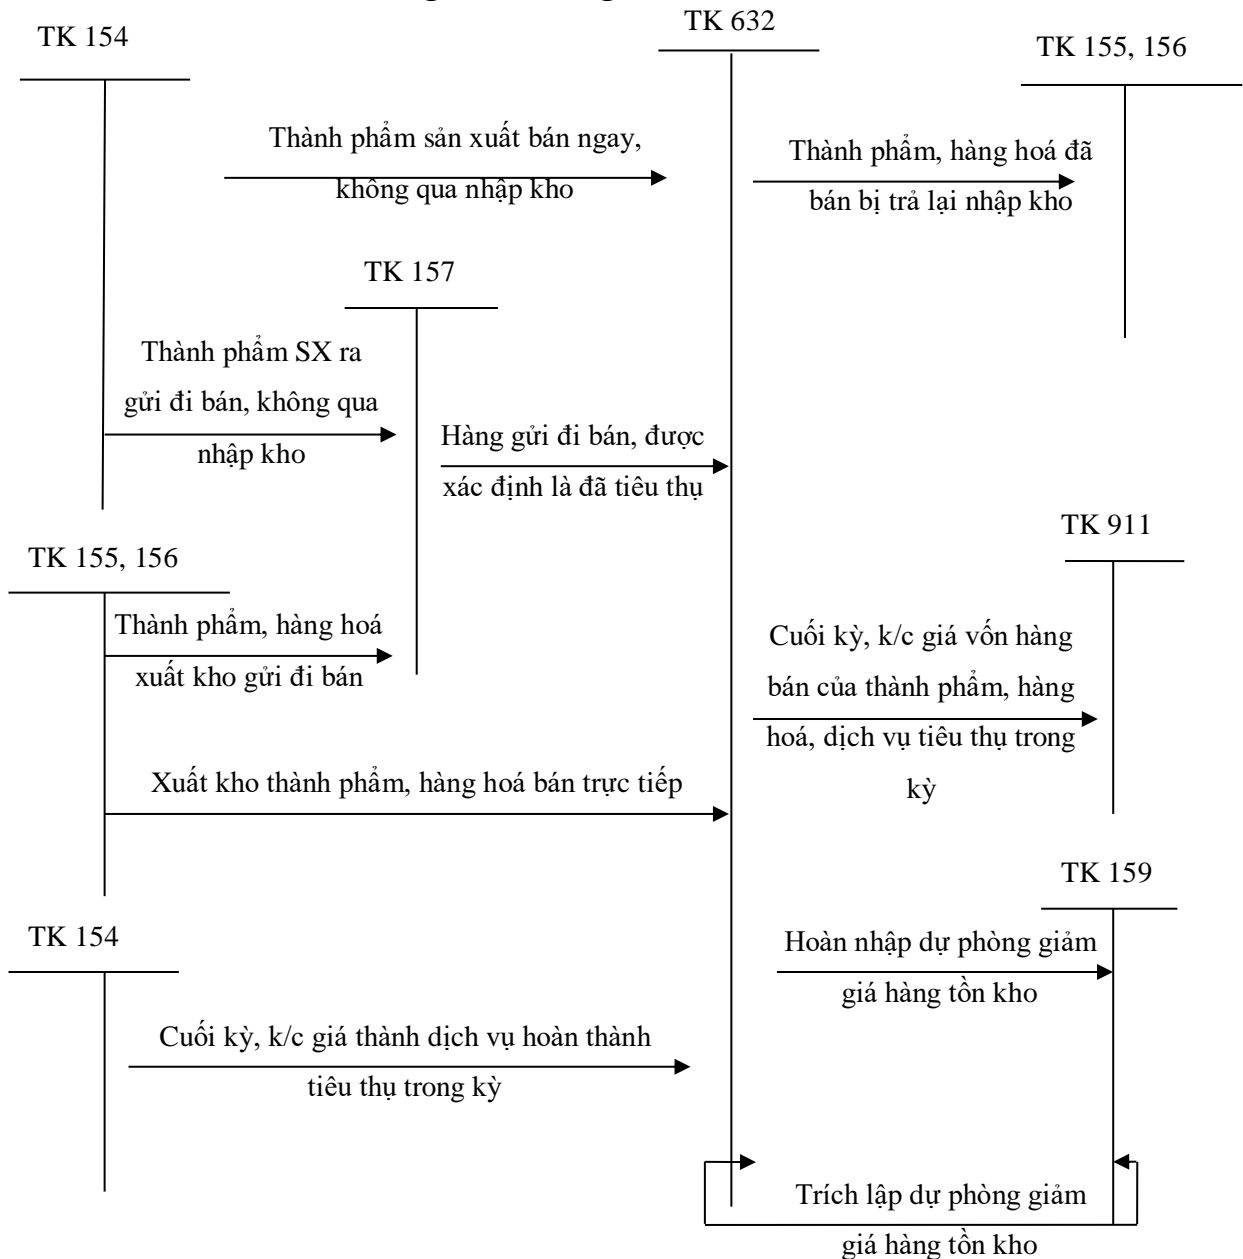 TK 154
TK 632
TK 155, 156
Thành phẩm sản xuất bán ngay,
không qua nhập kho
Thành phẩm, hàng hoá đã
bán bị trả lại nhập kho
TK 157
Thành phẩm SX ra
gửi đi bán, không qua
nhập kho
Hàng gửi đi bán, được
xác định là đã tiêu thụ
TK 911
TK 155, 156
Thành phẩm, hàng hoá
xuất kho gửi đi bán
Cuối kỳ, k/c giá vốn hàng
bán của thành phẩm, hàng
hoá, dịch vụ tiêu thụ trong
kỳ
Xuất kho thành phẩm, hàng hoá bán trực tiếp
TK 159
TK 154
Hoàn nhập dự phòng giảm
giá hàng tồn kho
Cuối kỳ, k/c giá thành dịch vụ hoàn thành
tiêu thụ trong kỳ
Trích lập dự phòng giảm
giá hàng tồn kho